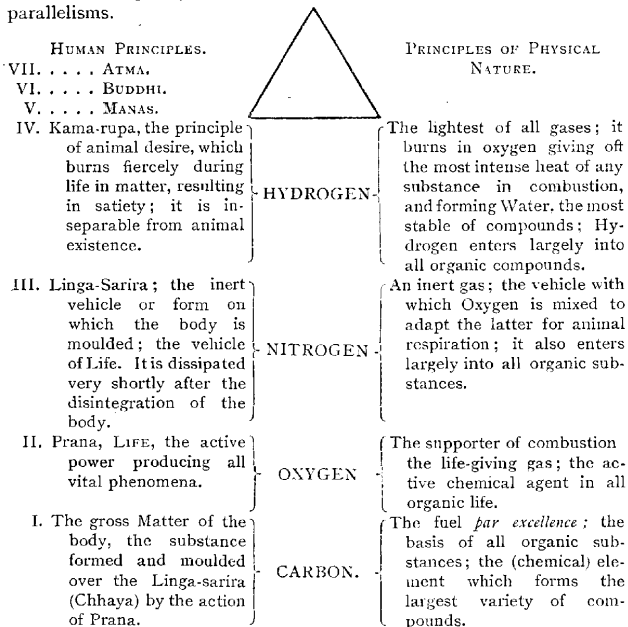 parallelisms.
HUMAN PRINCIPLES.
VII. . . . . ATMA.
VI. . . . . BUDDHI.
V. . . . . MANAS.
IV. Kama-rupa, the principle
of animal desire, which
burns fiercely during
life in matter, resulting
in satiety; it is in-
separable from animal
existence.
HYDROGEN
PRINCIPLES OF PHYSICAL
NATURE.
The lightest of all gases; it
burns in oxygen giving off
the most intense heat of any
substance in combustion,
and forming Water, the most
stable of compounds; Hy-
drogen enters largely into
all organic compounds.
III. Linga-Sarira; the inert
vehicle or form on
which the body is
moulded; the vehicle
of Life. It is dissipated
very shortly after the
disintegration of the
body.
NITROGEN
An inert gas; the vehicle with
which Oxygen is mixed to
adapt the latter for animal
respiration; it also enters
largely into all organic sub-
stances.
II. Prana, LIFE, the active
power producing all
vital phenomena.
OXYGEN
The supporter of combustion
the life-giving gas; the ac-
tive chemical agent in all
organic life.
I. The gross Matter of the
body, the substance
formed and moulded
over the Linga-sarira
(Chhaya) by the action
of Prana.
CARBON.
The fuel par excellence; the
basis of all organic sub-
stances; the (chemical) ele-
ment which forms the
largest variety of com-
pounds.